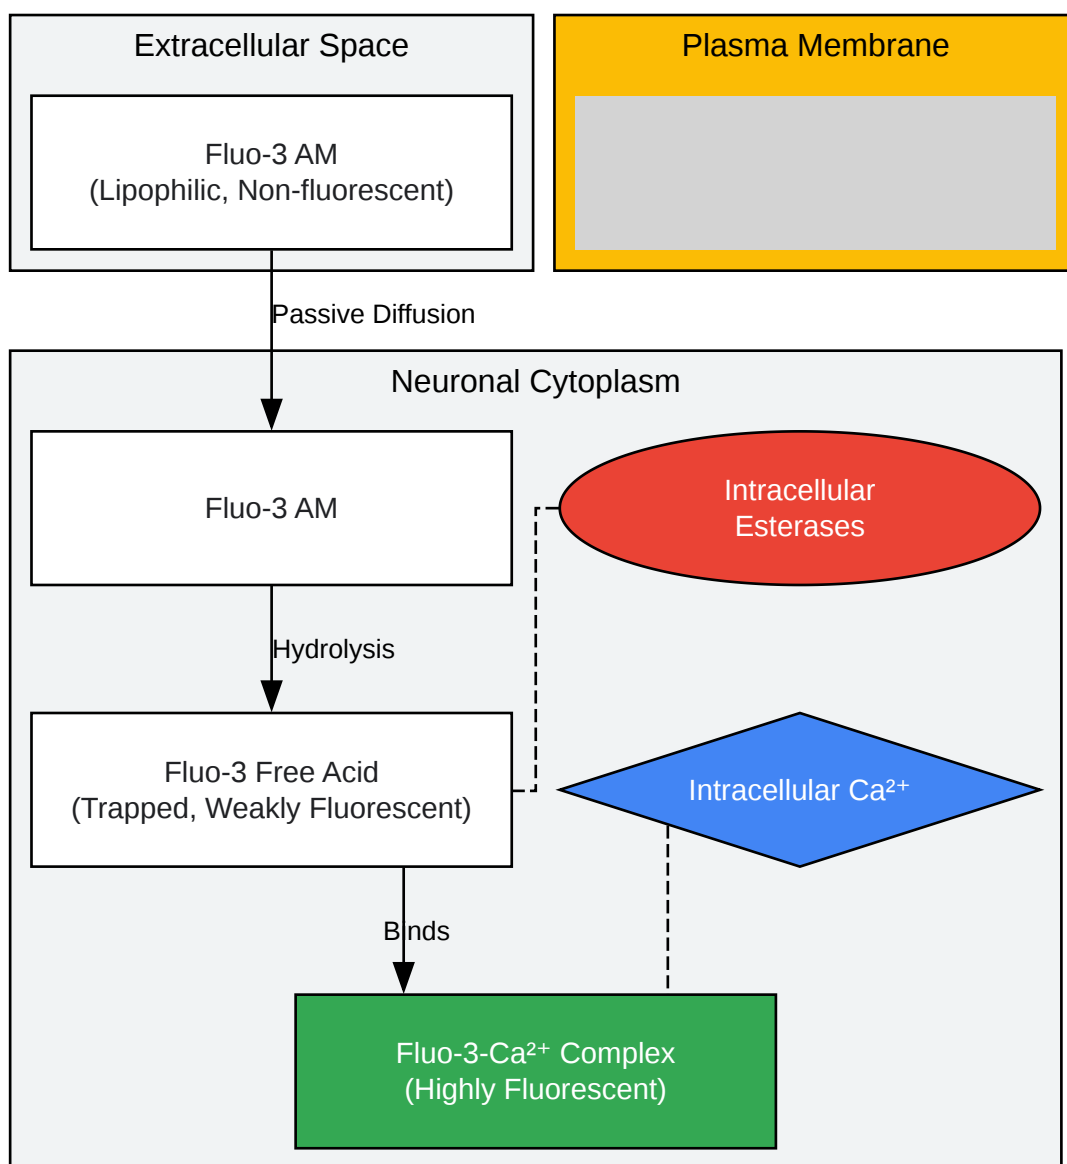 Extracellular Space
Plasma Membrane
Fluo-3 AM
(Lipophilic, Non-fluorescent)
Passive Diffusion
Neuronal Cytoplasm
Fluo-3 AM
Intracellular
Esterases
Hydrolysis
Fluo-3 Free Acid
(Trapped, Weakly Fluorescent)
Intracellular Ca²⁺
Binds
Fluo-3-Ca²⁺ Complex
(Highly Fluorescent)